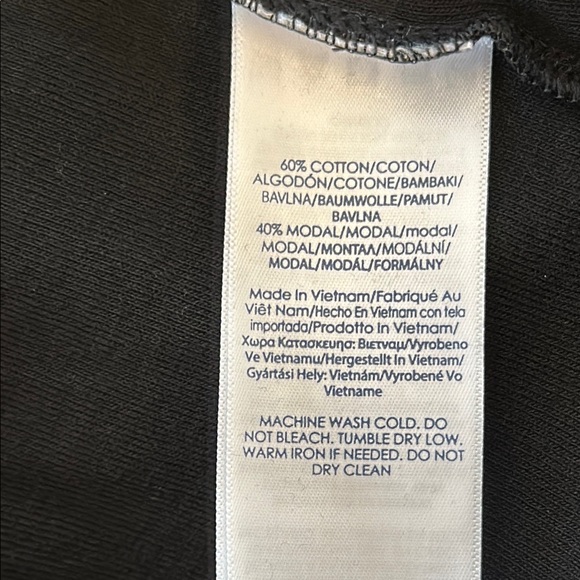 60% COTTON/COTON/
ALGODÓN/COTONE/BAMBAKI/
BAVLNA/BAUMWOLLE/PAMUT/
BAVLNA
40% MODAL/MODAL/modal/
MODAL/MONTAΛ/MODÁLNÍ/
MODAL/MODÁL/FORMÁLNY
Made In Vietnam/Fabriqué Au
Viêt Nam/Hecho En Vietnam con tela
importada/Prodotto In Vietnam/
Χωρα Κατασκευησ: Βιετναμ/Vyrobeno
Ve Vietnamu/Hergestellt In Vietnam/
Gyártási Hely: Vietnám/Vyrobené Vo
Vietname
MACHINE WASH COLD. DO
NOT BLEACH. TUMBLE DRY LOW.
WARM IRON IF NEEDED. DO NOT
DRY CLEAN